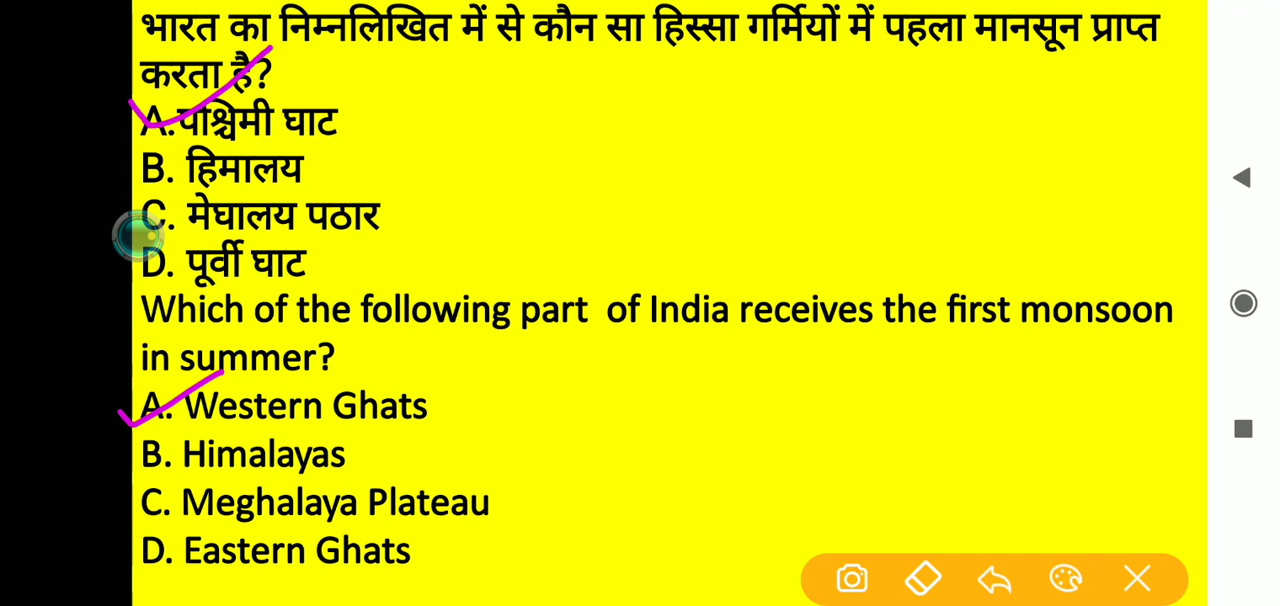 भारत का निम्नलिखित में से कौन सा हिस्सा गर्मियों में पहला मानसून प्राप्त
करता है?
A.पश्चिमी घाट
B. हिमालय
C. मेघालय पठार
D. पूर्वी घाट
Which of the following part of India receives the first monsoon
in summer?
A. Western Ghats
B. Himalayas
C. Meghalaya Plateau
D. Eastern Ghats